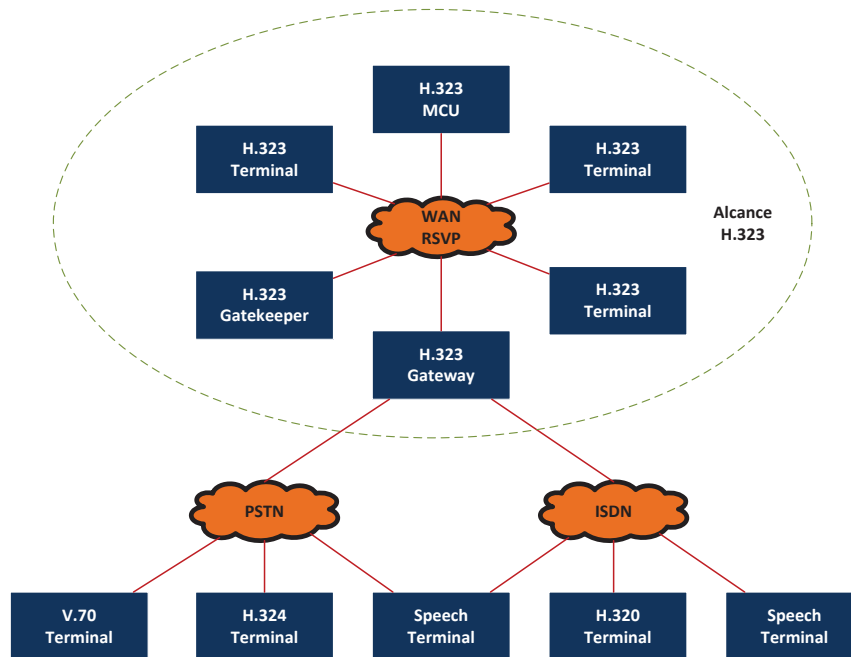 H.323
MCU
H.323
Terminal
H.323
Terminal
WAN
RSVP
Alcance
H.323
H.323
Gatekeeper
H.323
Terminal
H.323
Gateway
PSTN
ISDN
V.70
Terminal
H.324
Terminal
Speech
Terminal
H.320
Terminal
Speech
Terminal